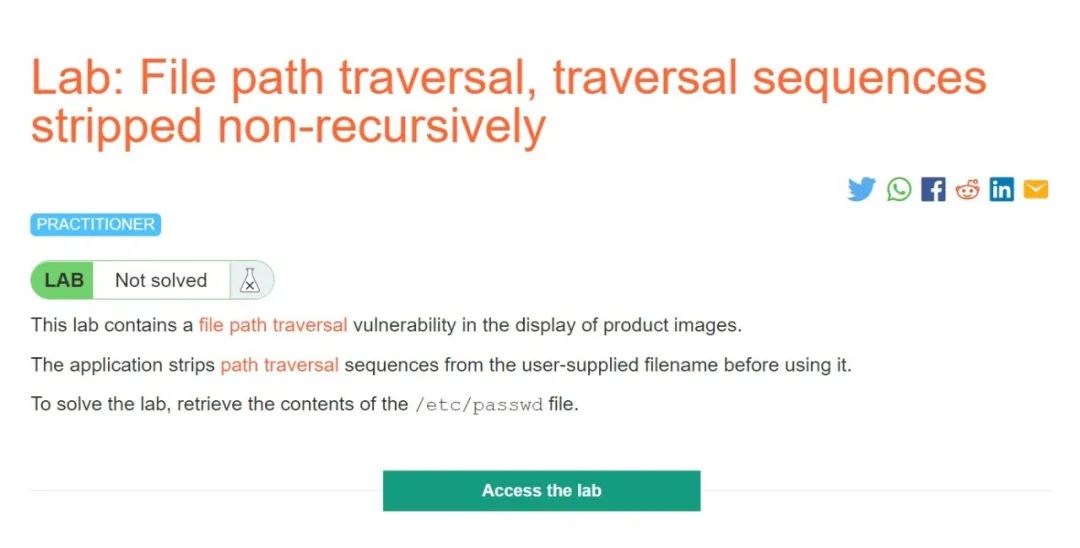 Lab: File path traversal, traversal sequences
stripped non-recursively
in
PRACTITIONER
LAB Not solved
This lab contains a file path traversal vulnerability in the display of product images.
The application strips path traversal sequences from the user-supplied filename before using it.
To solve the lab, retrieve the contents of the /etc/passwd file.
Access the lab